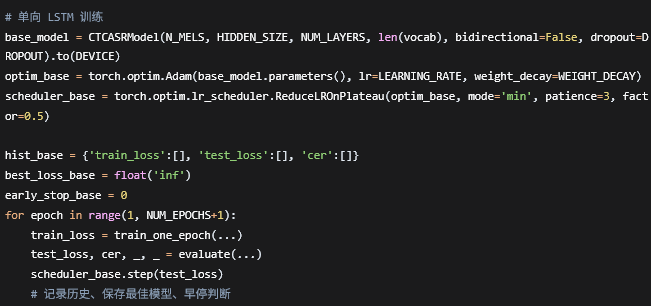 # 单向 LSTM 训练
base_model = CTCASRModel(N_MELS, HIDDEN_SIZE, NUM_LAYERS, len(vocab), bidirectional=False, dropout=D
ROPOUT).to(DEVICE)
optim_base = torch.optim.Adam(base_model.parameters(), lr=LEARNING_RATE, weight_decay=WEIGHT_DECAY)
scheduler_base = torch.optim.lr_scheduler.ReduceLROnPlateau(optim_base, mode='min', patience=3, fact
or=0.5)
hist_base = {'train_loss':[], 'test_loss':[], 'cer':[]}
best_loss_base = float('inf')
early_stop_base = 0
for epoch in range(1, NUM_EPOCHS+1):
    train_loss = train_one_epoch(...)
    test_loss, cer, _, _ = evaluate(...)
    scheduler_base.step(test_loss)
    # 记录历史、保存最佳模型、早停判断